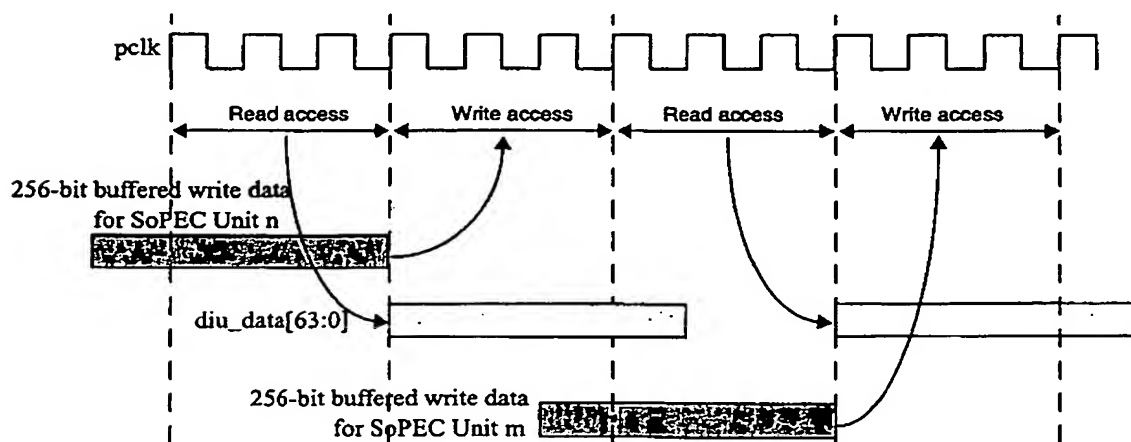 pclk
Read access
Write access
Read access
Write access
256-bit buffered write data
for SoPEC Unit n
diu_data[63:0]
256-bit buffered write data
for SoPEC Unit m